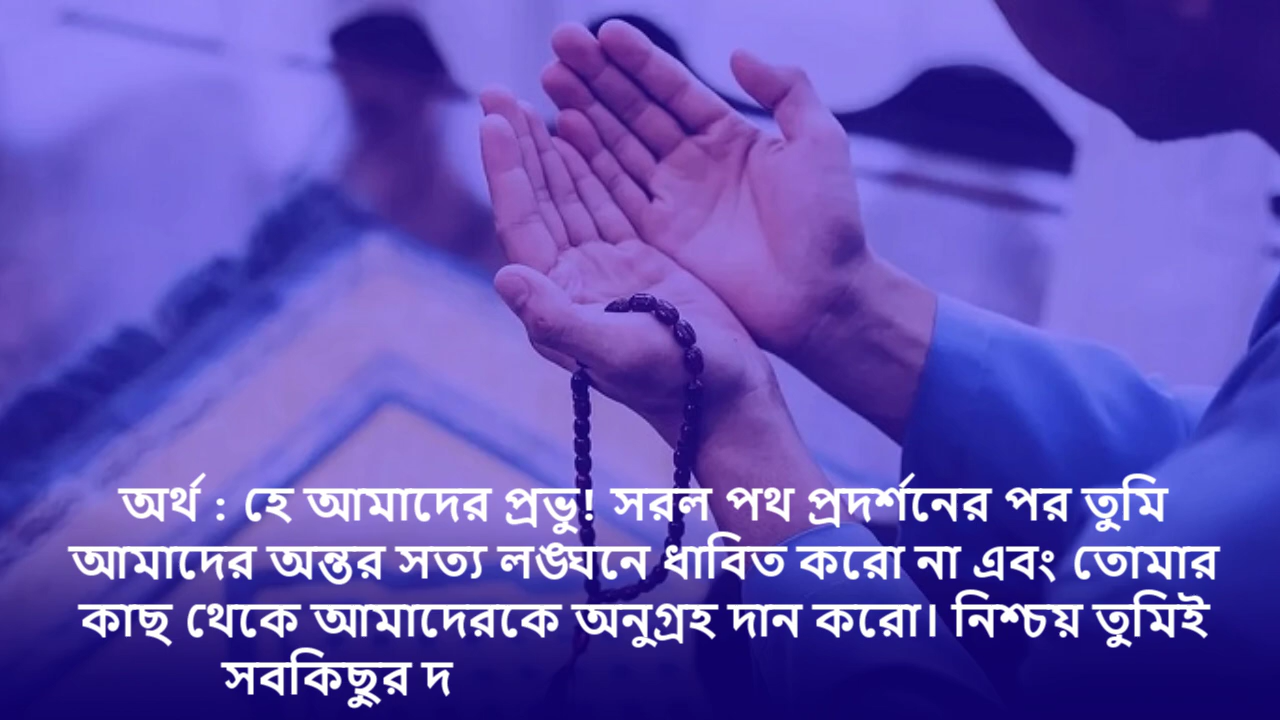 অর্থ : হে আমাদের প্রভু! সরল পথ প্রদর্শনের পর তুমি
আমাদের অন্তর সত্য লঙ্ঘনে ধাবিত করো না এবং তোমার
কাছ থেকে আমাদেরকে অনুগ্রহ দান করো। নিশ্চয় তুমিই
সবকিছুর দ